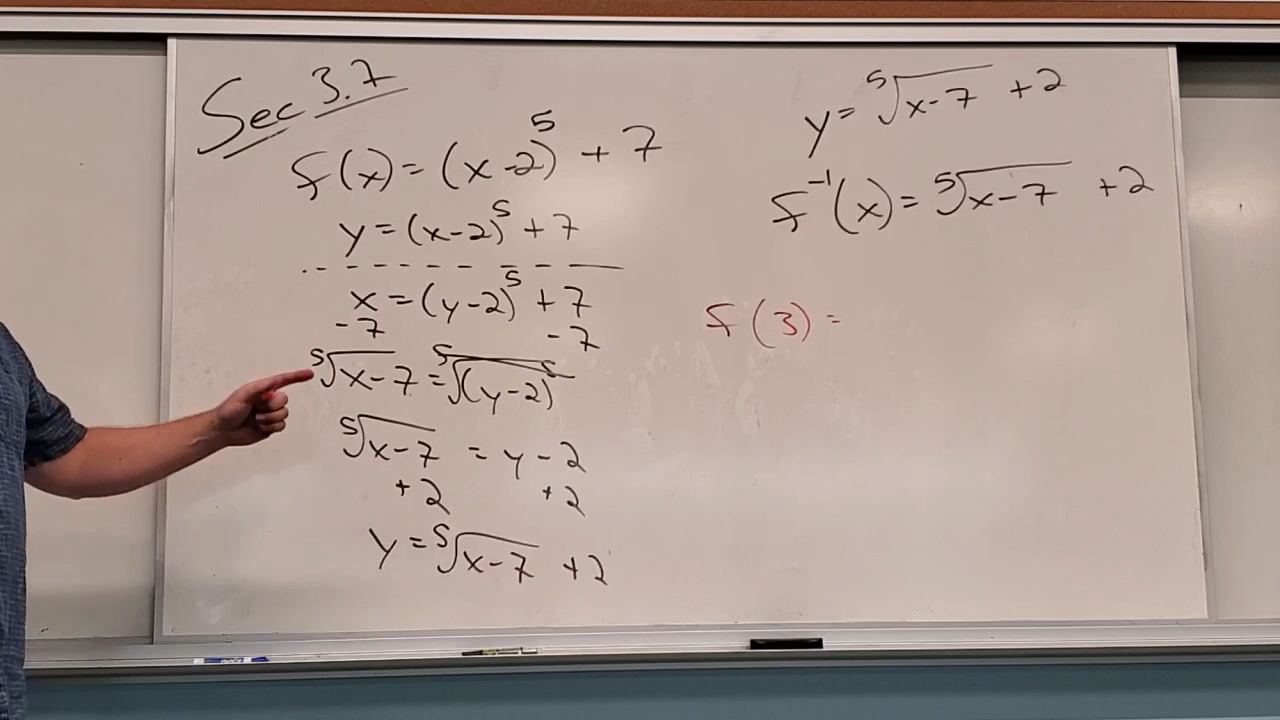 Sec 3.7
f(x) = (x-2)⁵ + 7
y = (x-2)⁵ + 7
x = (y-2)⁵ + 7
-7 -7
⁵√(x-7) = ⁵√((y-2)⁵)
⁵√(x-7) = y - 2
+2 +2
y = ⁵√(x-7) + 2
y = ⁵√(x-7) + 2
f⁻¹(x) = ⁵√(x-7) + 2
f(3) =